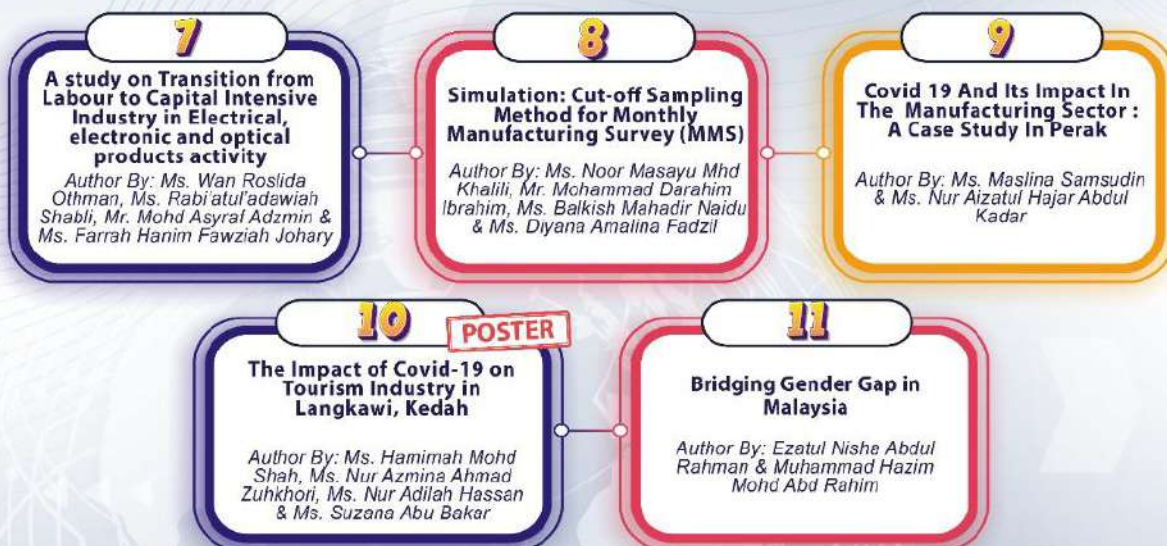 7
A study on Transition from
Labour to Capital Intensive
Industry in Electrical,
electronic and optical
products activity
Author By: Ms. Wan Roslida
Othman, Ms. Rabi'atul'adawiah
Shabli, Mr. Mohd Asyraf Adzmin &
Ms. Farrah Hanim Fawziah Johary
8
Simulation: Cut-off Sampling
Method for Monthly
Manufacturing Survey (MMS)
Author By: Ms. Noor Masayu Mhd
Khalili, Mr. Mohammad Darahim
Ibrahim, Ms. Balkish Mahadir Naidu
& Ms. Diyana Amalina Fadzil
9
Covid 19 And Its Impact In
The Manufacturing Sector :
A Case Study In Perak
Author By: Ms. Maslina Samsudin
& Ms. Nur Aizatul Hajar Abdul
Kadar
10
POSTER
The Impact of Covid-19 on
Tourism Industry in
Langkawi, Kedah
Author By: Ms. Hamimah Mohd
Shah, Ms. Nur Azmina Ahmad
Zuhkhori, Ms. Nur Adilah Hassan
& Ms. Suzana Abu Bakar
11
Bridging Gender Gap in
Malaysia
Author By: Ezatul Nisha Abdul
Rahman & Muhammad Hazim
Mohd Abd Rahim